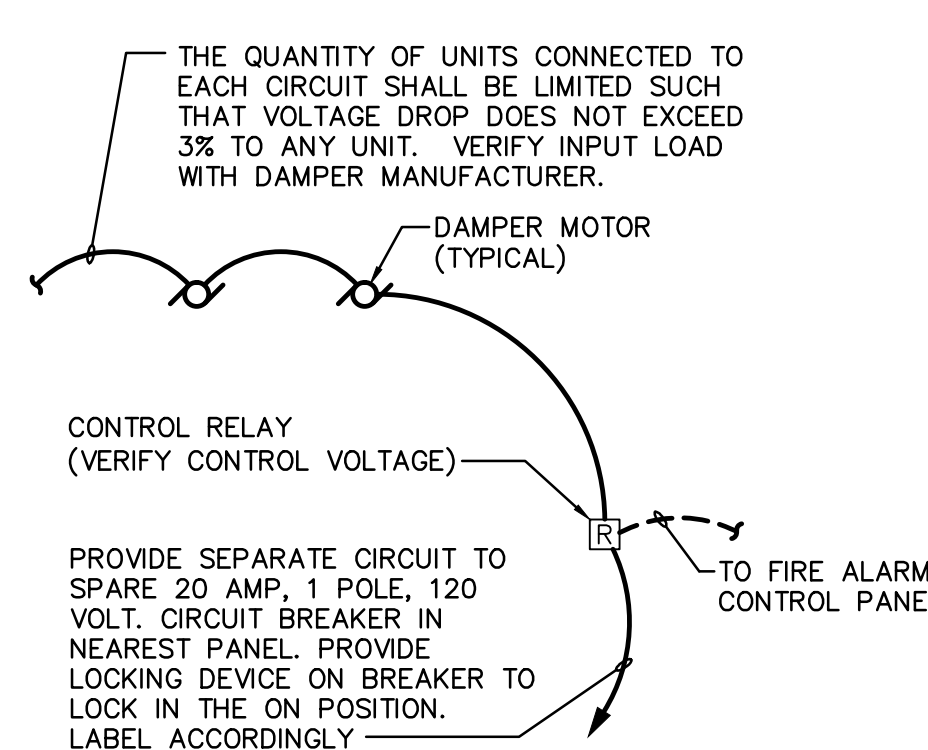 THE QUANTITY OF UNITS CONNECTED TO
EACH CIRCUIT SHALL BE LIMITED SUCH
THAT VOLTAGE DROP DOES NOT EXCEED
3% TO ANY UNIT. VERIFY INPUT LOAD
WITH DAMPER MANUFACTURER.
DAMPER MOTOR
(TYPICAL)
CONTROL RELAY
(VERIFY CONTROL VOLTAGE)
R
TO FIRE ALARM
CONTROL PANE
PROVIDE SEPARATE CIRCUIT TO
SPARE 20 AMP, 1 POLE, 120
VOLT. CIRCUIT BREAKER IN
NEAREST PANEL. PROVIDE
LOCKING DEVICE ON BREAKER TO
LOCK IN THE ON POSITION.
LABEL ACCORDINGLY